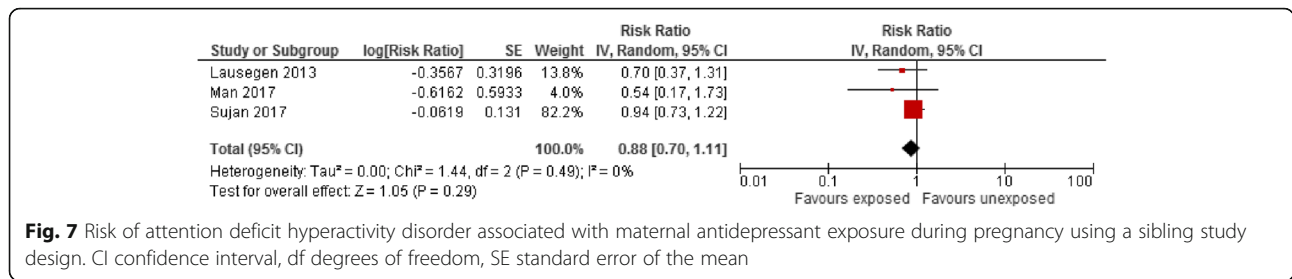 Risk Ratio Risk Ratio
Study or Subgroup log[Risk Ratio] SE Weight IV, Random, 95% CI IV, Random, 95% CI
Lausegen 2013 -0.3567 0.3196 13.8% 0.70 [0.37, 1.31]
Man 2017 -0.6162 0.5933 4.0% 0.54 [0.17, 1.73]
Sujan 2017 -0.0619 0.131 82.2% 0.94 [0.73, 1.22]
Total (95% CI) 100.0% 0.88 [0.70, 1.11]
Heterogeneity: Tau² = 0.00; Chi² = 1.44, df = 2 (P = 0.49); I² = 0%
Test for overall effect: Z = 1.05 (P = 0.29)
0.01 0.1 1 10 100
Favours exposed Favours unexposed
Fig. 7 Risk of attention deficit hyperactivity disorder associated with maternal antidepressant exposure during pregnancy using a sibling study
design. CI confidence interval, df degrees of freedom, SE standard error of the mean